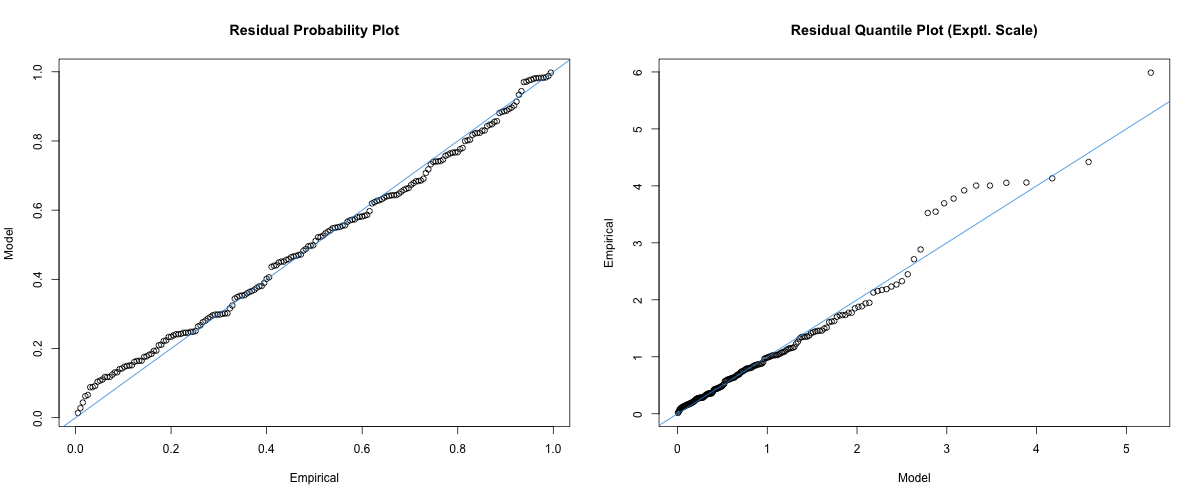 Residual Probability Plot
Model
0.0 0.2 0.4 0.6 0.8 1.0
0.0 0.2 0.4 0.6 0.8 1.0
Empirical
Residual Quantile Plot (Exptl. Scale)
Empirical
0 1 2 3 4 5 6
0 1 2 3 4 5
Model